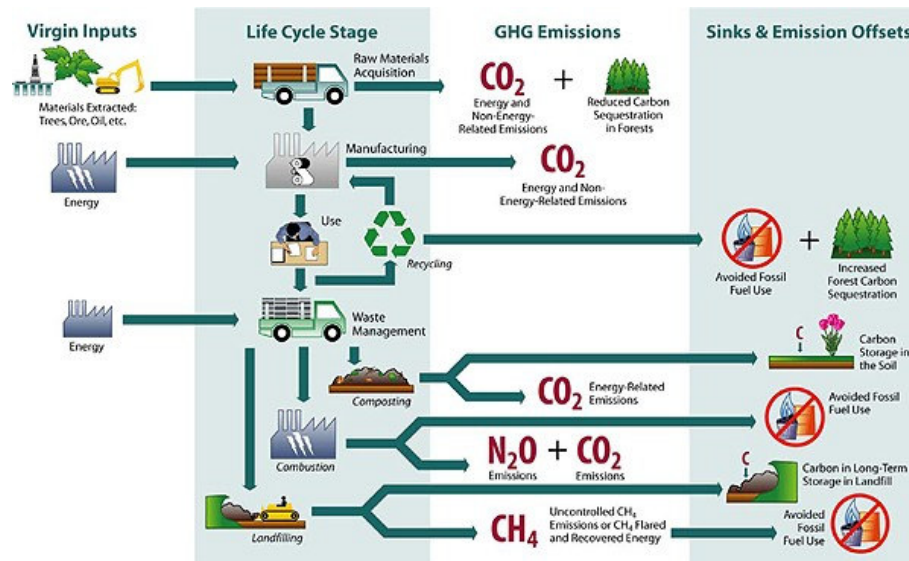 Virgin Inputs
Life Cycle Stage
GHG Emissions
Sinks & Emission Offsets
Materials Extracted:
Trees, Ore, Oil, etc.
Raw Materials
Acquisition
CO2
Energy and
Non-Energy-
Related Emissions
+
Reduced Carbon
Sequestration
in Forests
Energy
Manufacturing
CO2
Energy and Non-
Energy-Related Emissions
Use
Recycling
Avoided Fossil
Fuel Use
+
Increased
Forest Carbon
Sequestration
Energy
Waste
Management
Composting
CO2
Energy-Related
Emissions
C
Carbon
Storage in
the Soil
Combustion
N2O
Emissions
+
CO2
Emissions
Avoided Fossil
Fuel Use
Landfilling
C
Carbon in Long-Term
Storage in Landfill
CH4
Uncontrolled CH4
Emissions or CH4 Flared
and Recovered Energy
Avoided
Fossil
Fuel Use